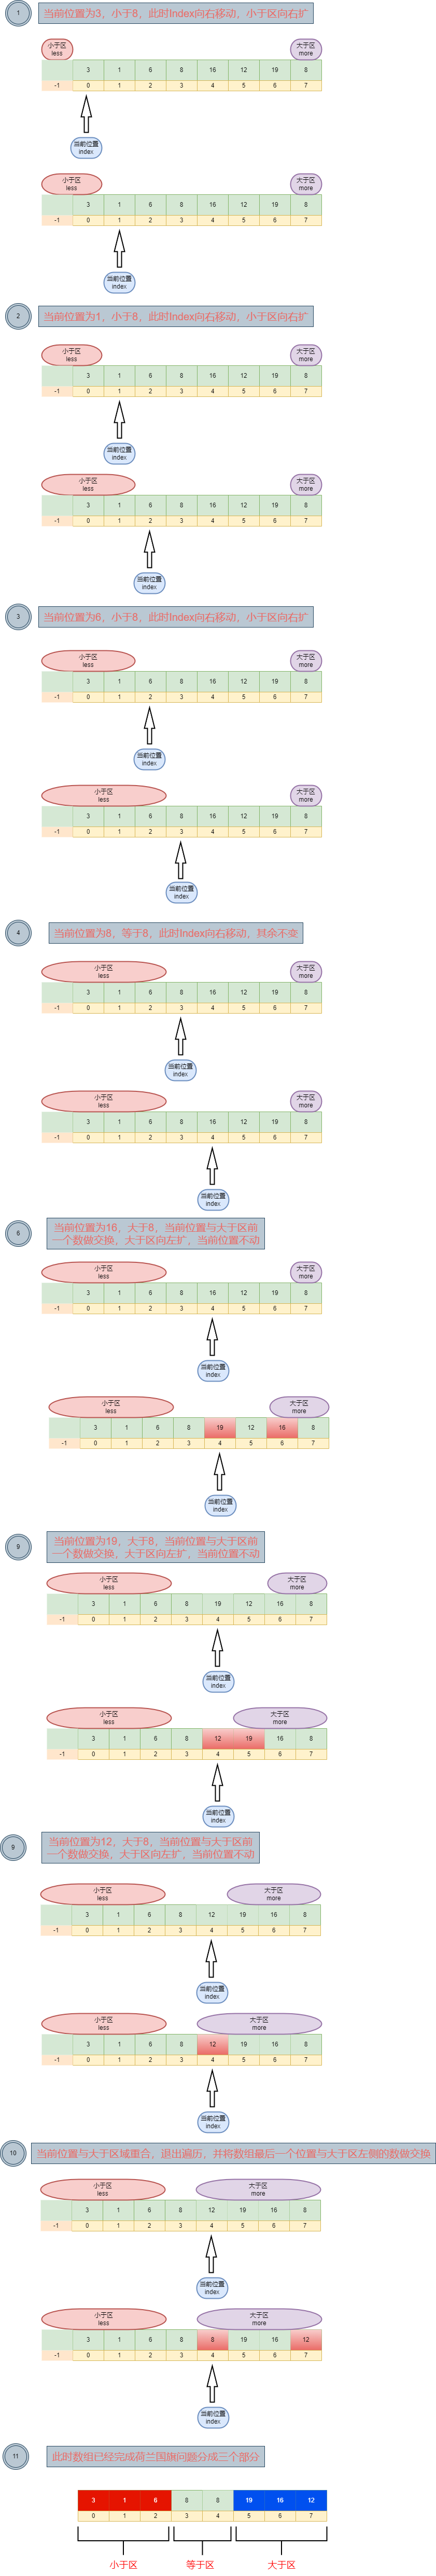 1
当前位置为3，小于8，此时Index向右移动，小于区向右扩
小于区 大于区
less more
3 1 6 8 16 12 19 8
-1 0 1 2 3 4 5 6 7
当前位置
index
小于区 大于区
less more
3 1 6 8 16 12 19 8
-1 0 1 2 3 4 5 6 7
当前位置
index
2
当前位置为1，小于8，此时Index向右移动，小于区向右扩
小于区 大于区
less more
3 1 6 8 16 12 19 8
-1 0 1 2 3 4 5 6 7
当前位置
index
小于区 大于区
less more
3 1 6 8 16 12 19 8
-1 0 1 2 3 4 5 6 7
当前位置
index
3
当前位置为6，小于8，此时Index向右移动，小于区向右扩
小于区 大于区
less more
3 1 6 8 16 12 19 8
-1 0 1 2 3 4 5 6 7
当前位置
index
小于区 大于区
less more
3 1 6 8 16 12 19 8
-1 0 1 2 3 4 5 6 7
当前位置
index
4
当前位置为8，等于8，此时Index向右移动，其余不变
小于区 大于区
less more
3 1 6 8 16 12 19 8
-1 0 1 2 3 4 5 6 7
当前位置
index
小于区 大于区
less more
3 1 6 8 16 12 19 8
-1 0 1 2 3 4 5 6 7
当前位置
index
6
当前位置为16，大于8，当前位置与大于区前
一个数做交换，大于区向左扩，当前位置不动
小于区 大于区
less more
3 1 6 8 16 12 19 8
-1 0 1 2 3 4 5 6 7
当前位置
index
小于区 大于区
less more
3 1 6 8 19 12 16 8
-1 0 1 2 3 4 5 6 7
当前位置
index
9
当前位置为19，大于8，当前位置与大于区前
一个数做交换，大于区向左扩，当前位置不动
小于区 大于区
less more
3 1 6 8 19 12 16 8
-1 0 1 2 3 4 5 6 7
当前位置
index
小于区 大于区
less more
3 1 6 8 12 19 16 8
-1 0 1 2 3 4 5 6 7
当前位置
index
9
当前位置为12，大于8，当前位置与大于区前
一个数做交换，大于区向左扩，当前位置不动
小于区 大于区
less more
3 1 6 8 12 19 16 8
-1 0 1 2 3 4 5 6 7
当前位置
index
小于区 大于区
less more
3 1 6 8 12 19 16 8
-1 0 1 2 3 4 5 6 7
当前位置
index
10
当前位置与大于区域重合，退出遍历，并将数组最后一个位置与大于区左侧的数做交换
小于区 大于区
less more
3 1 6 8 12 19 16 8
-1 0 1 2 3 4 5 6 7
当前位置
index
小于区 大于区
less more
3 1 6 8 8 19 16 12
-1 0 1 2 3 4 5 6 7
当前位置
index
11
此时数组已经完成荷兰国旗问题分成三个部分
3 1 6 8 8 19 16 12
0 1 2 3 4 5 6 7
小于区 等于区 大于区